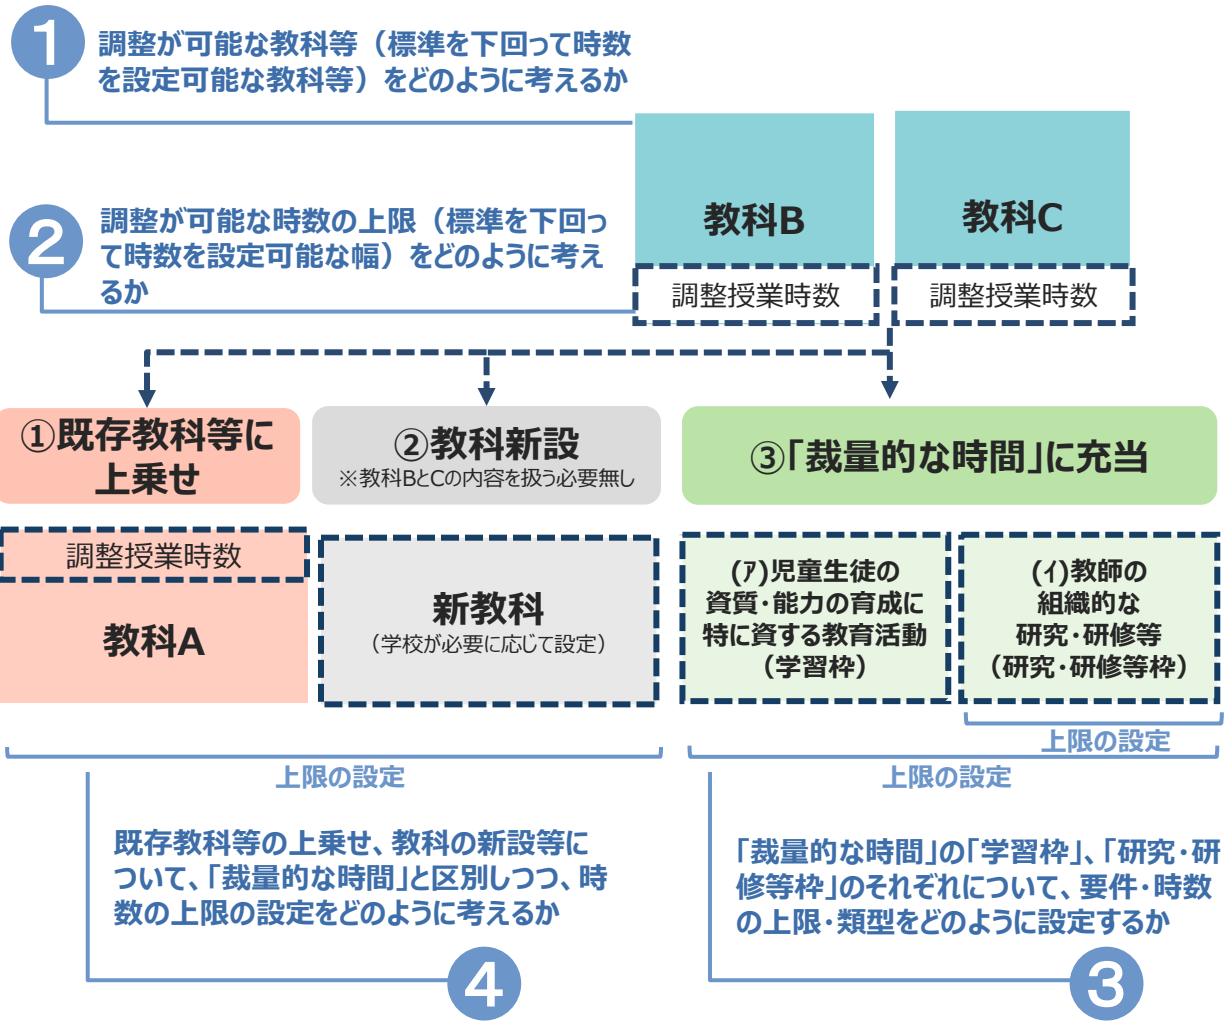 1
調整が可能な教科等（標準を下回って時数
を設定可能な教科等）をどのように考えるか
教科B
教科C
2
調整が可能な時数の上限（標準を下回っ
て時数を設定可能な幅）をどのように考え
るか
調整授業時数
調整授業時数
①既存教科等に
上乗せ
②教科新設
※教科BとCの内容を扱う必要無し
③「裁量的な時間」に充当
調整授業時数
教科A
新教科
（学校が必要に応じて設定）
(ｱ)児童生徒の
資質・能力の育成に
特に資する教育活動
（学習枠）
(ｲ)教師の
組織的な
研究・研修等
（研究・研修等枠）
上限の設定
上限の設定
上限の設定
既存教科等の上乗せ、教科の新設等に
ついて、「裁量的な時間」と区別しつつ、時
数の上限の設定をどのように考えるか
4
「裁量的な時間」の「学習枠」、「研究・研
修等枠」のそれぞれについて、要件・時数
の上限・類型をどのように設定するか
3